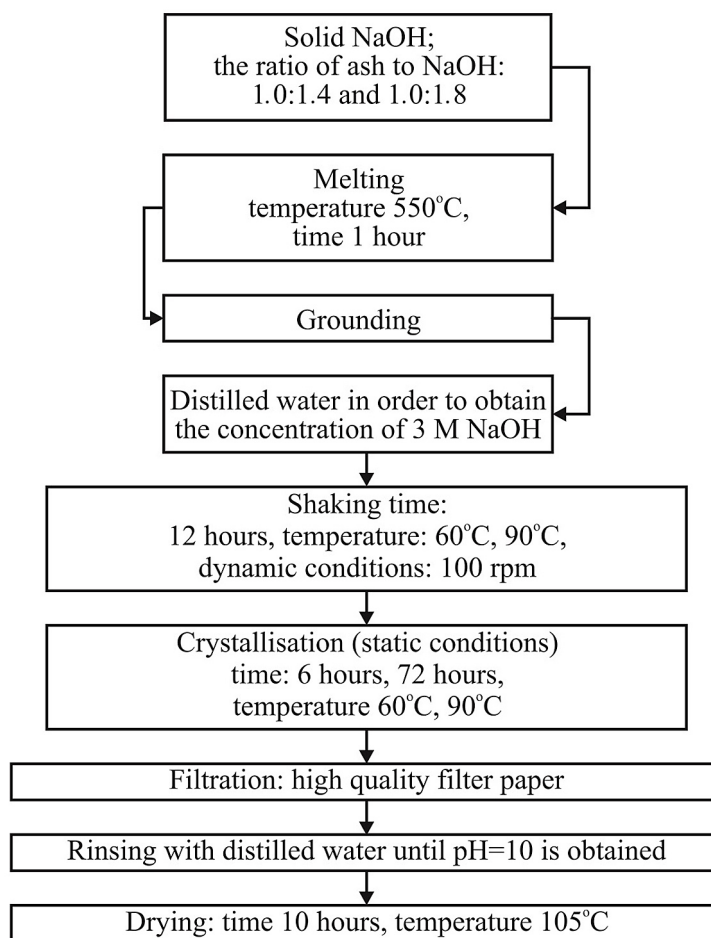 Solid NaOH;
the ratio of ash to NaOH:
1.0:1.4 and 1.0:1.8
Melting
temperature 550°C,
time 1 hour
Grounding
Distilled water in order to obtain
the concentration of 3 M NaOH
Shaking time:
12 hours, temperature: 60°C, 90°C,
dynamic conditions: 100 rpm
Crystallisation (static conditions)
time: 6 hours, 72 hours,
temperature 60°C, 90°C
Filtration: high quality filter paper
Rinsing with distilled water until pH=10 is obtained
Drying: time 10 hours, temperature 105°C